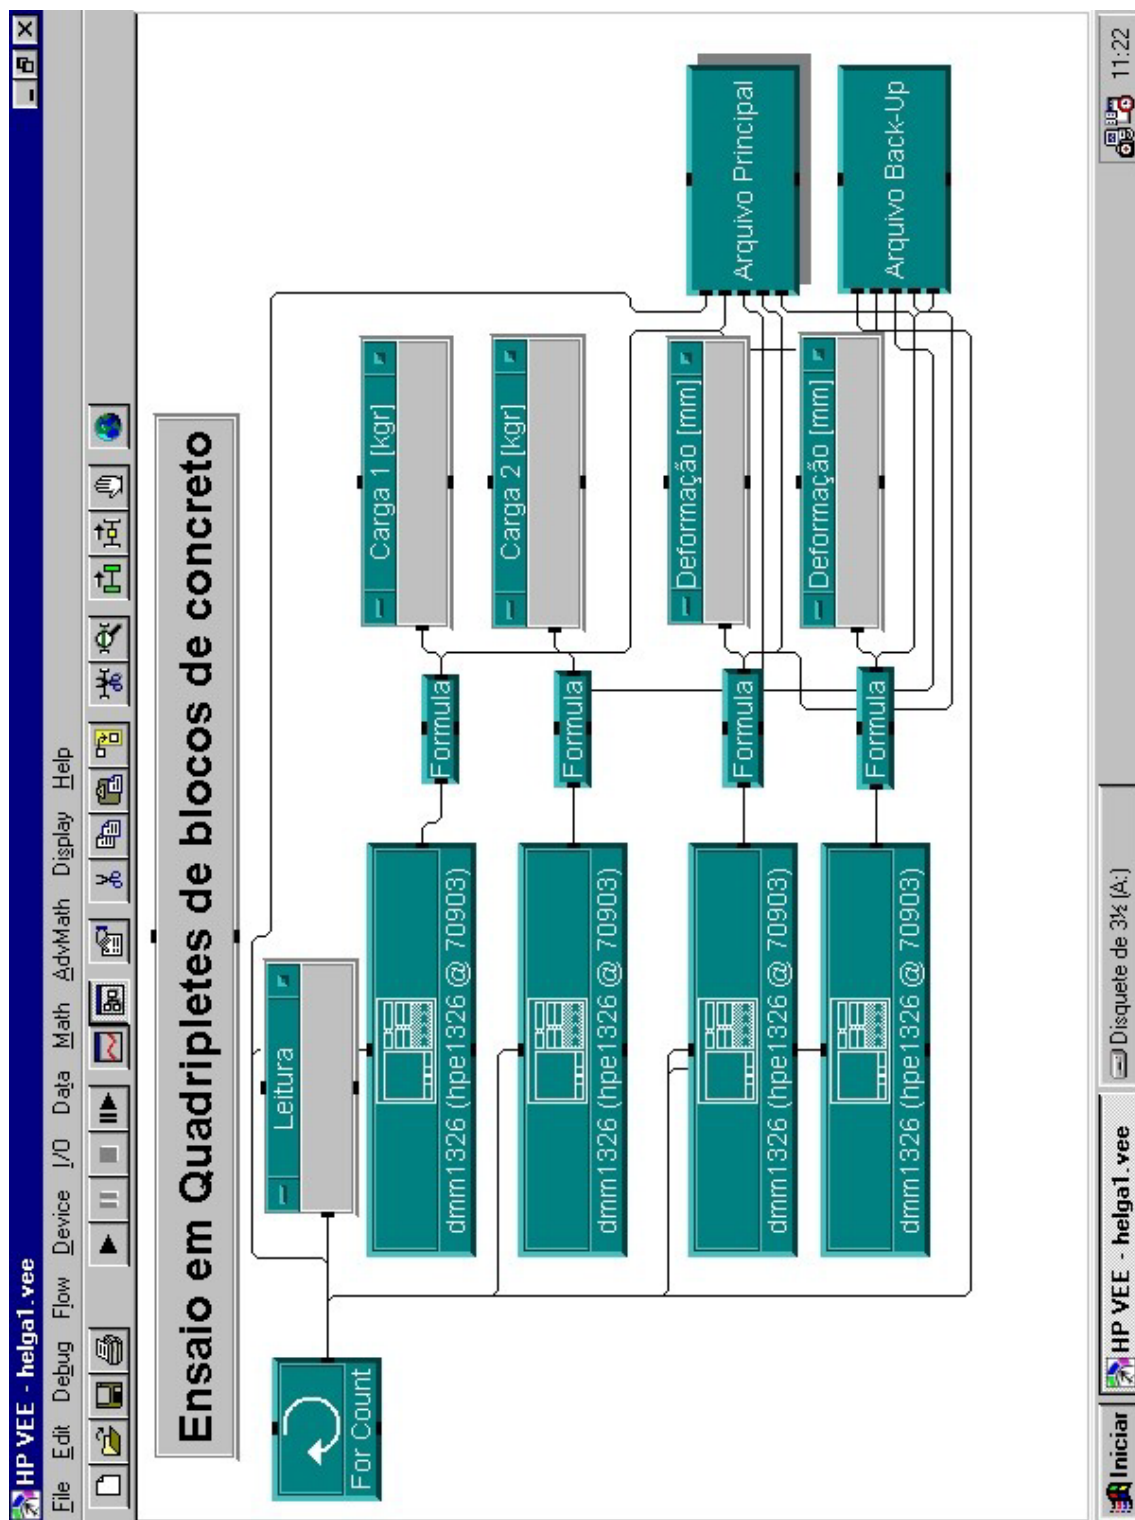 HP VEE - helga1.vee
File Edit Debug Flow Device I/O Data Math AdvMath Display Help
Ensaio em Quadripletes de blocos de concreto
For Count
Leitura
dmm1326 (hpe1326 @ 70903)
Formula
Carga 1 [kgr]
dmm1326 (hpe1326 @ 70903)
Formula
Carga 2 [kgr]
dmm1326 (hpe1326 @ 70903)
Formula
Deformação [mm]
Arquivo Principal
dmm1326 (hpe1326 @ 70903)
Formula
Deformação [mm]
Arquivo Back-Up
Iniciar
HP VEE - helga1.vee
Disquete de 3½ (A:)
11:22